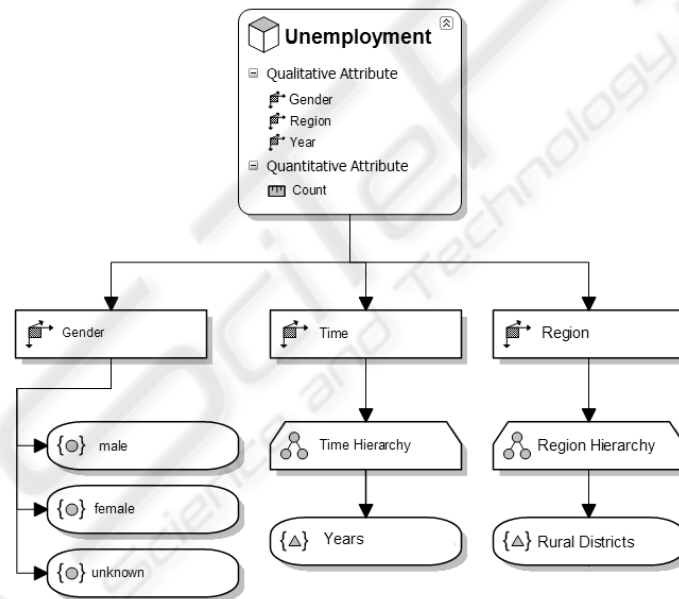 Unemployment
Qualitative Attribute
Gender
Region
Year
Quantitative Attribute
Count
Gender
Time
Region
male
Time Hierarchy
Region Hierarchy
female
Years
Rural Districts
unknown